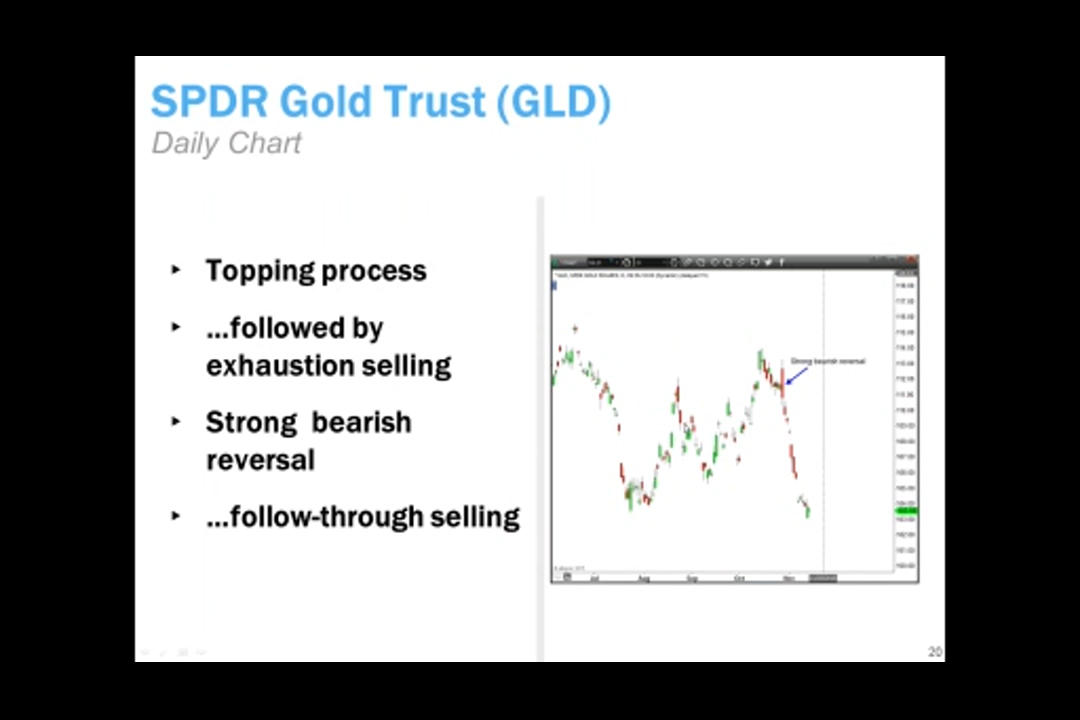 SPDR Gold Trust (GLD)
Daily Chart
‣ Topping process
‣ ...followed by
exhaustion selling
‣ Strong  bearish
reversal
‣ ...follow-through selling
Strong bearish reversal
Jul Aug Sep Oct Nov
20